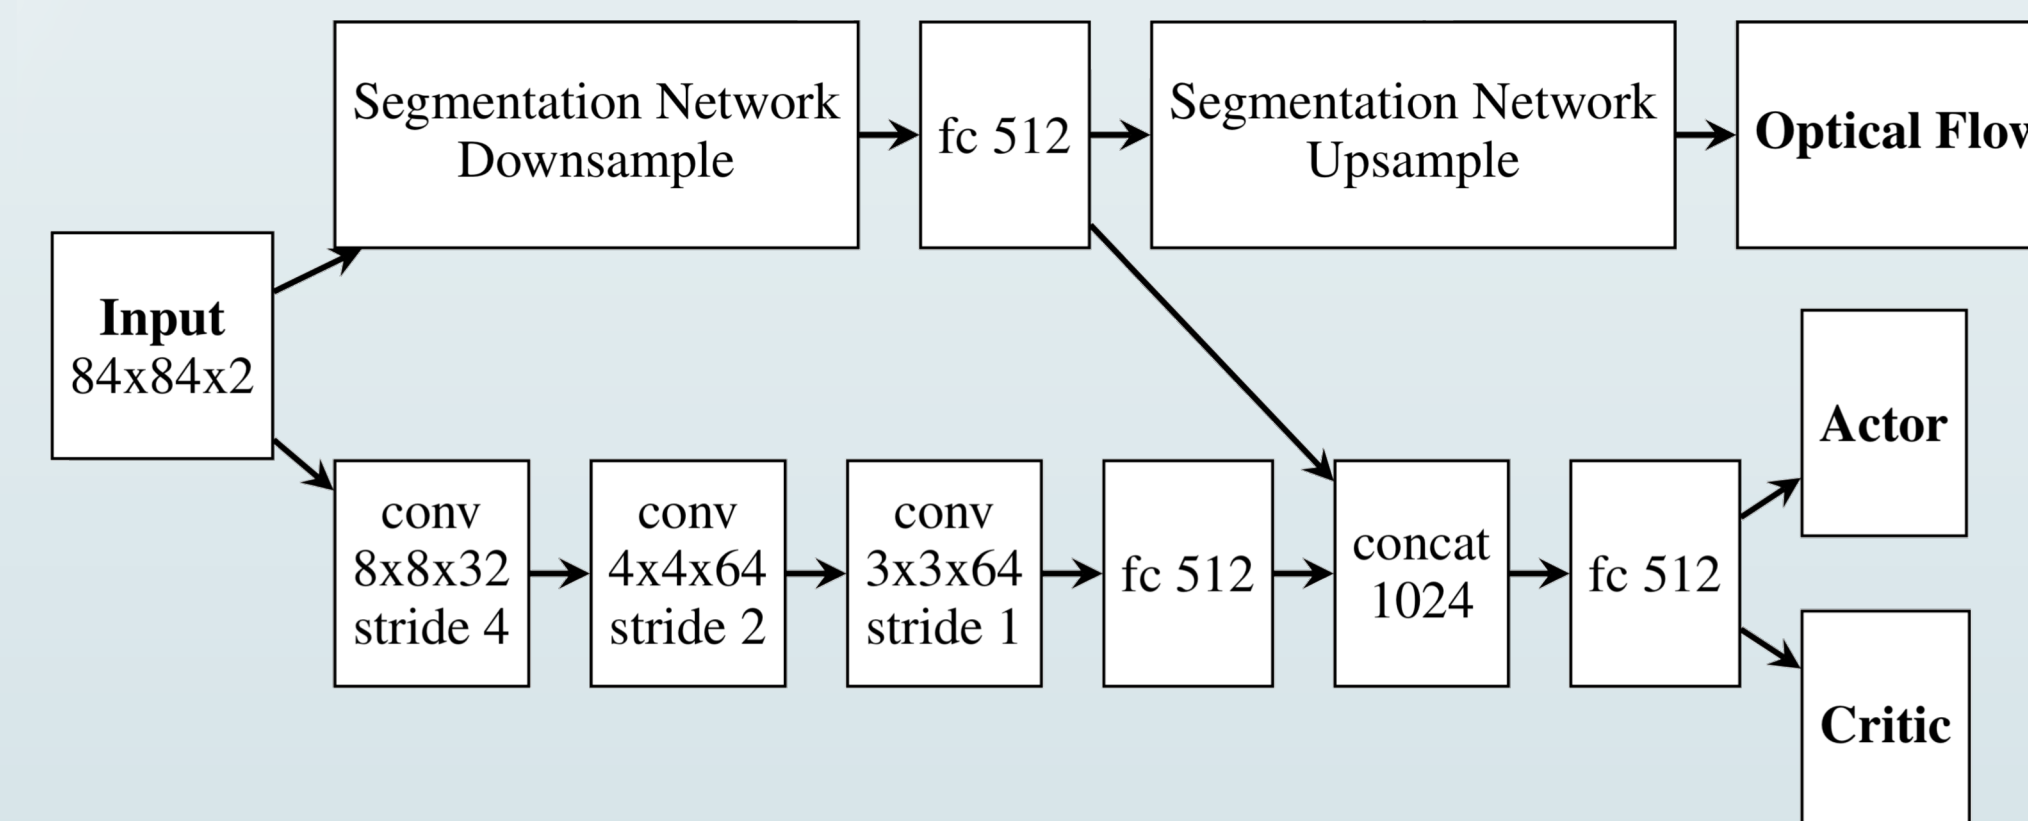 Segmentation Network
Downsample
fc 512
Segmentation Network
Upsample
Optical Flow
Input
84x84x2
conv
8x8x32
stride 4
conv
4x4x64
stride 2
conv
3x3x64
stride 1
fc 512
concat
1024
fc 512
Actor
Critic